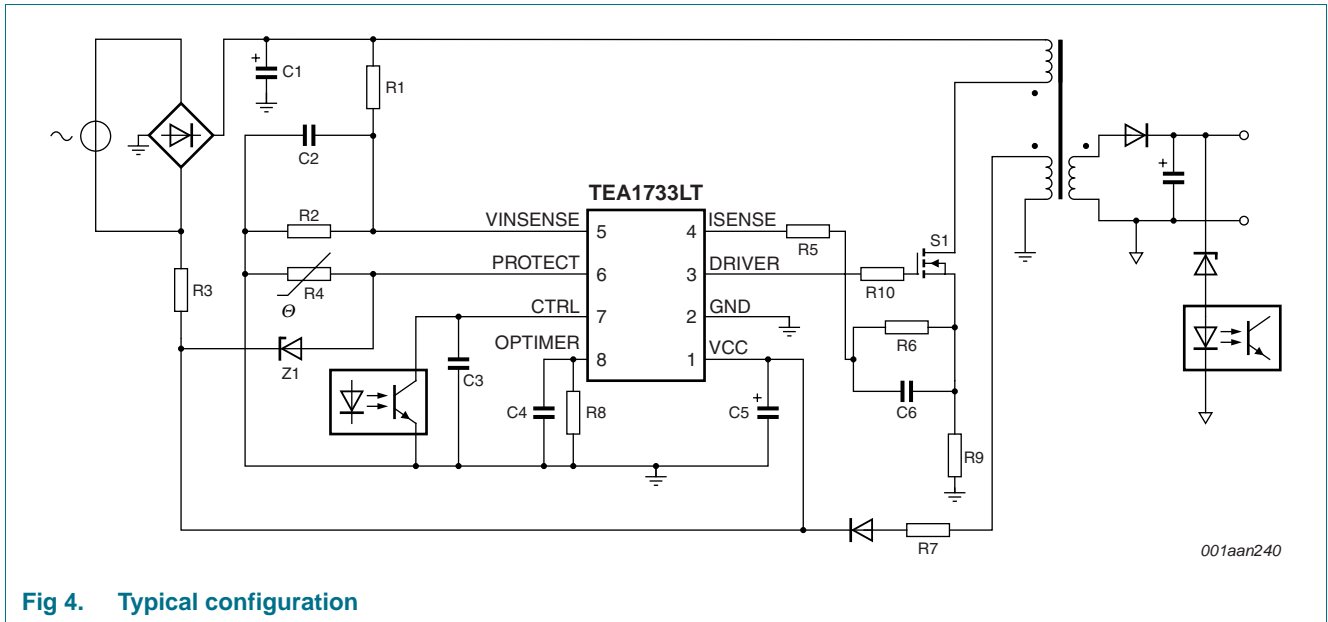 C1
R1
C2
TEA1733LT
R2
VINSENSE
5
4
ISENSE
R5
S1
R4
Θ
PROTECT
6
3
DRIVER
R10
R3
CTRL
7
2
GND
R6
Z1
OPTIMER
8
1
VCC
C3
C4
R8
C5
C6
R9
R7
001aan240
Fig 4. Typical configuration